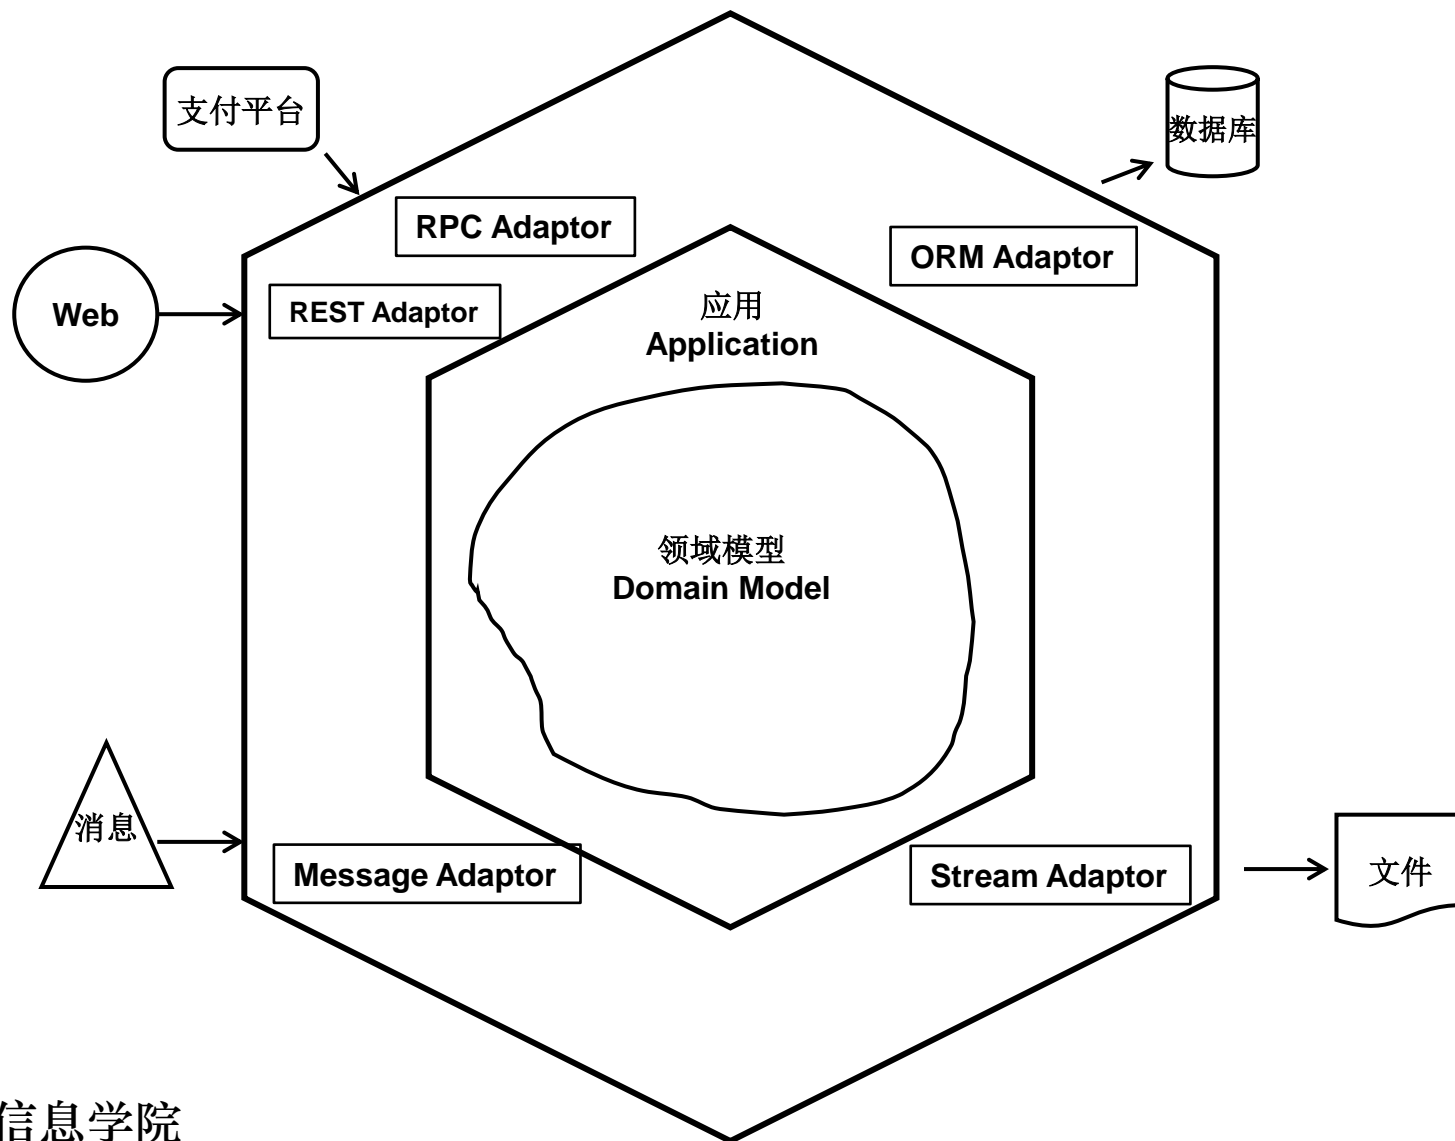 支付平台
数据库
RPC Adaptor
ORM Adaptor
Web
REST Adaptor
应用
Application
领域模型
Domain Model
消息
Message Adaptor
Stream Adaptor
文件
信息学院